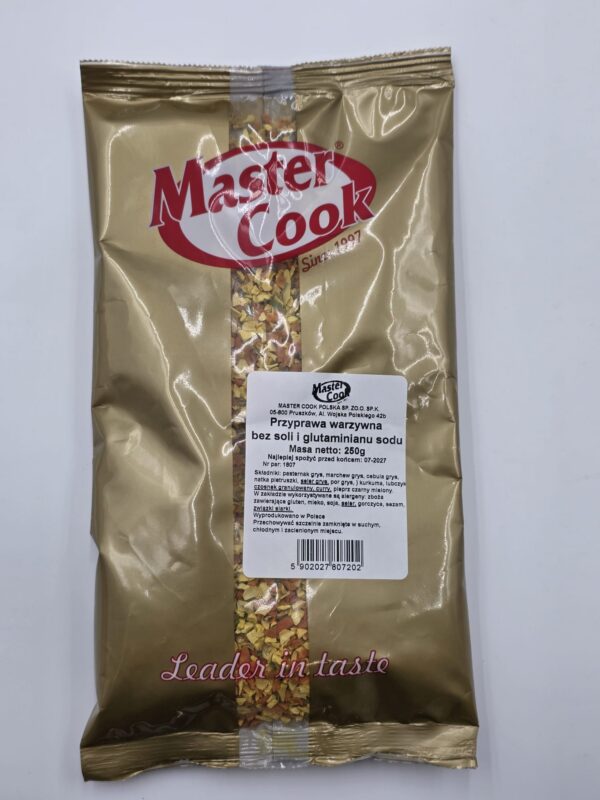 Master
Cook®
Since 1997
Master
Cook
MASTER COOK POLSKA SP. ZO.O. SP.K.
05-800 Pruszków, Al. Wojska Polskiego 42b
Przyprawa warzywna
bez soli i glutaminianu sodu
Masa netto: 250g
Najlepiej spożyć przed końcem: 07-2027
Nr par: 1807
Składniki: pasternak grys, marchew grys, cebula grys,
natka pietruszki, seler grys, por grys, j kurkuma, lubczyk
czosnek granulowany, curry, pieprz czarny mielony.
W zakładzie wykorzystywane są alergeny: zboża
zawierające gluten, mleko, soja, seler, gorczyca, sezam,
związki siarki.
Wyprodukowano w Polsce
Przechowywać szczelnie zamknięte w suchym,
chłodnym i zacienionym miejscu.
5 902027 607202
Leader in taste